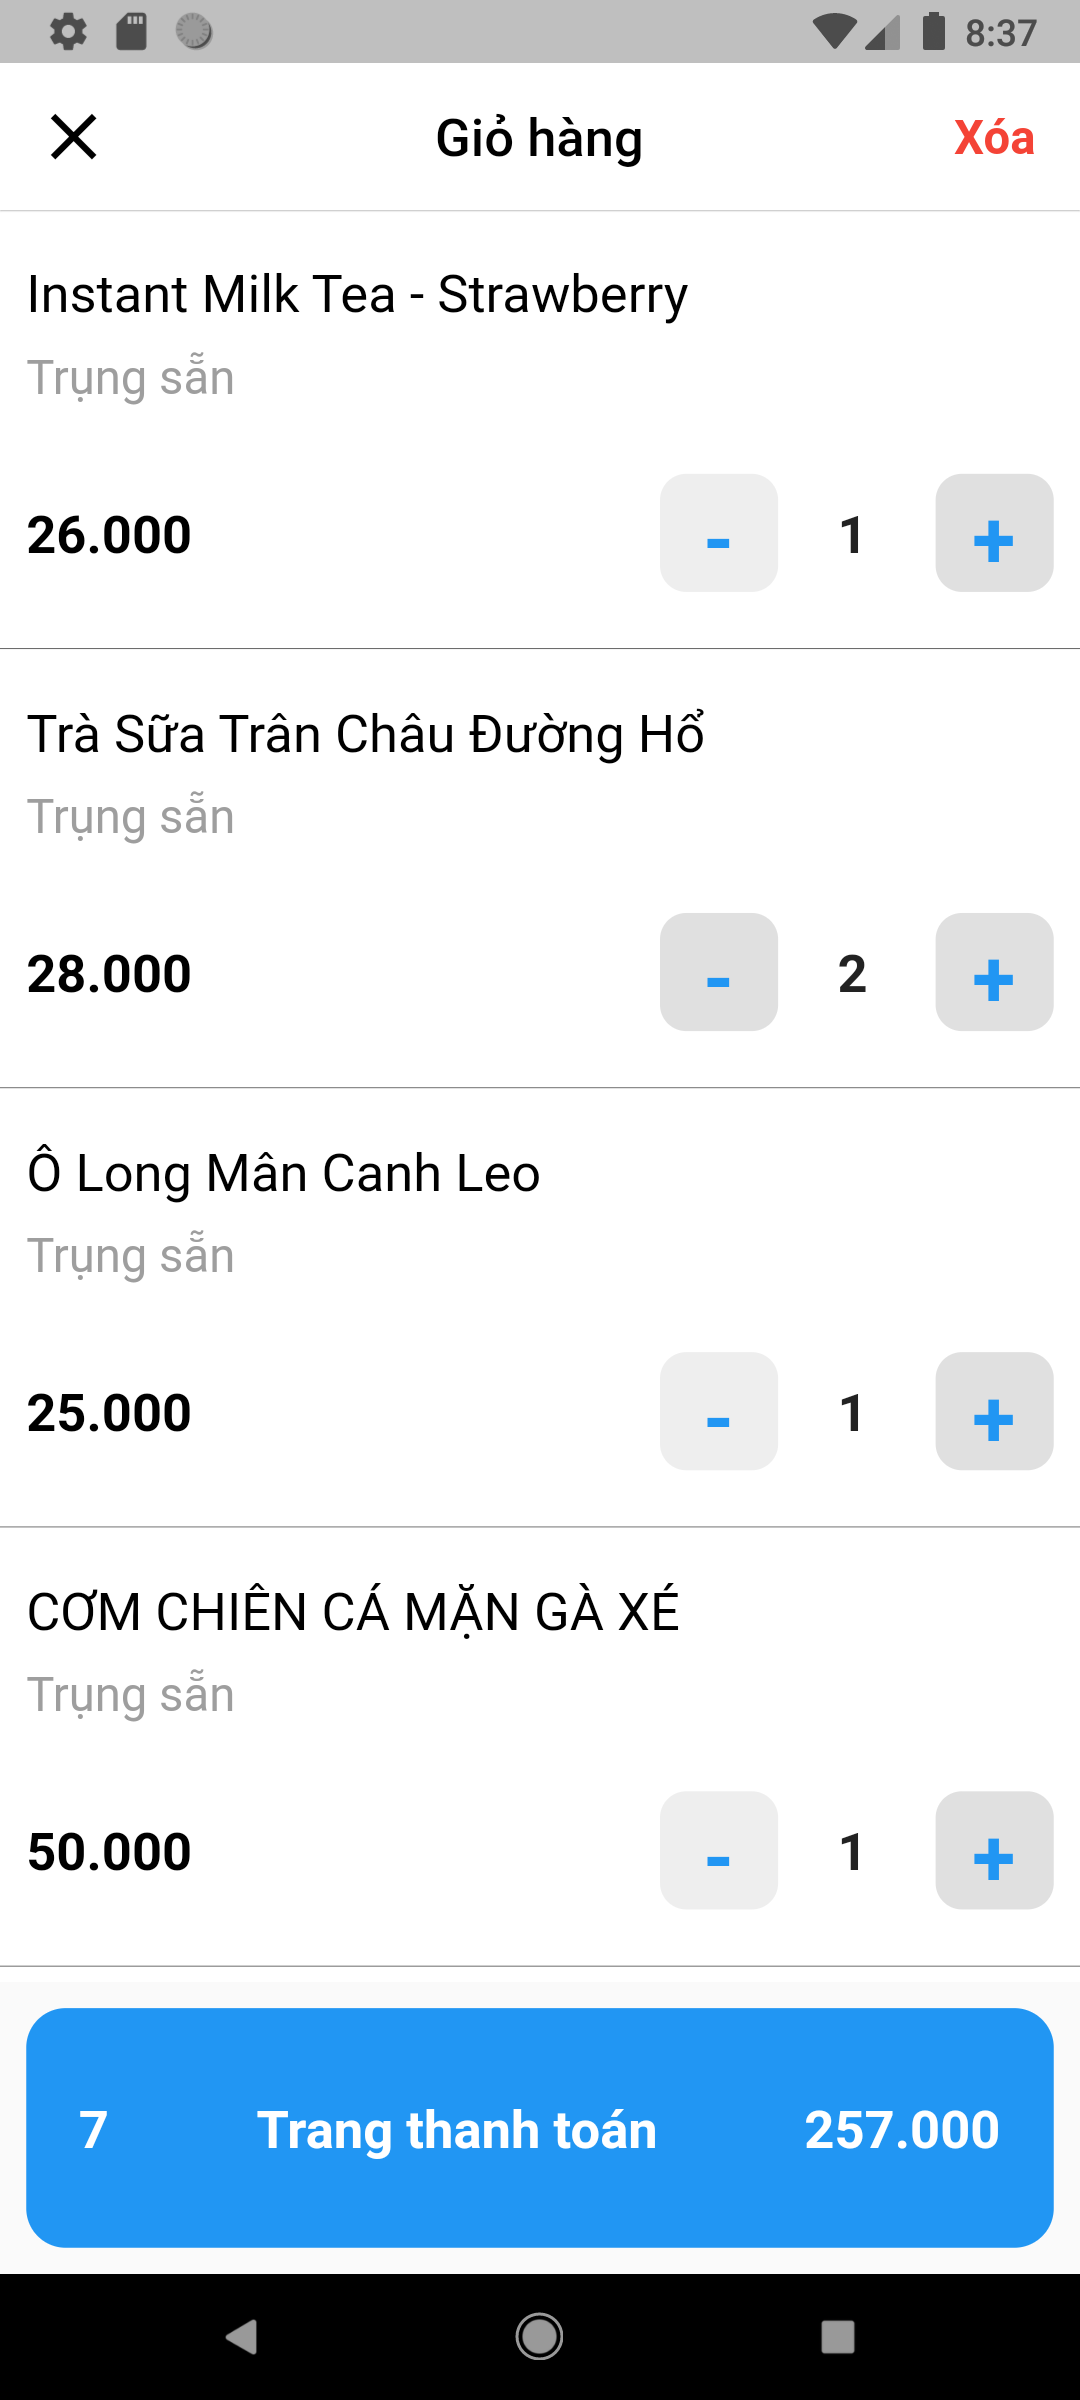 8:37
Giỏ hàng
Xóa
Instant Milk Tea - Strawberry
Trụng sẵn
26.000
- 1 +
Trà Sữa Trân Châu Đường Hổ
Trụng sẵn
28.000
- 2 +
Ô Long Mân Canh Leo
Trụng sẵn
25.000
- 1 +
CƠM CHIÊN CÁ MẶN GÀ XÉ
Trụng sẵn
50.000
- 1 +
7 Trang thanh toán 257.000